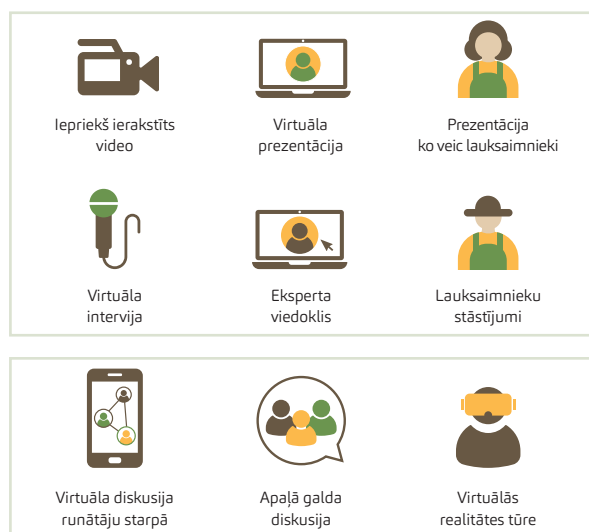 Iepriekš ierakstīts
video
Virtuāla
prezentācija
Prezentācija
ko veic lauksaimnieki
Virtuāla
intervija
Eksperta
viedoklis
Lauksaimnieku
stāstījumi
Virtuāla diskusija
runātāju starpā
Apaļā galda
diskusija
Virtuālās
realitātes tūre